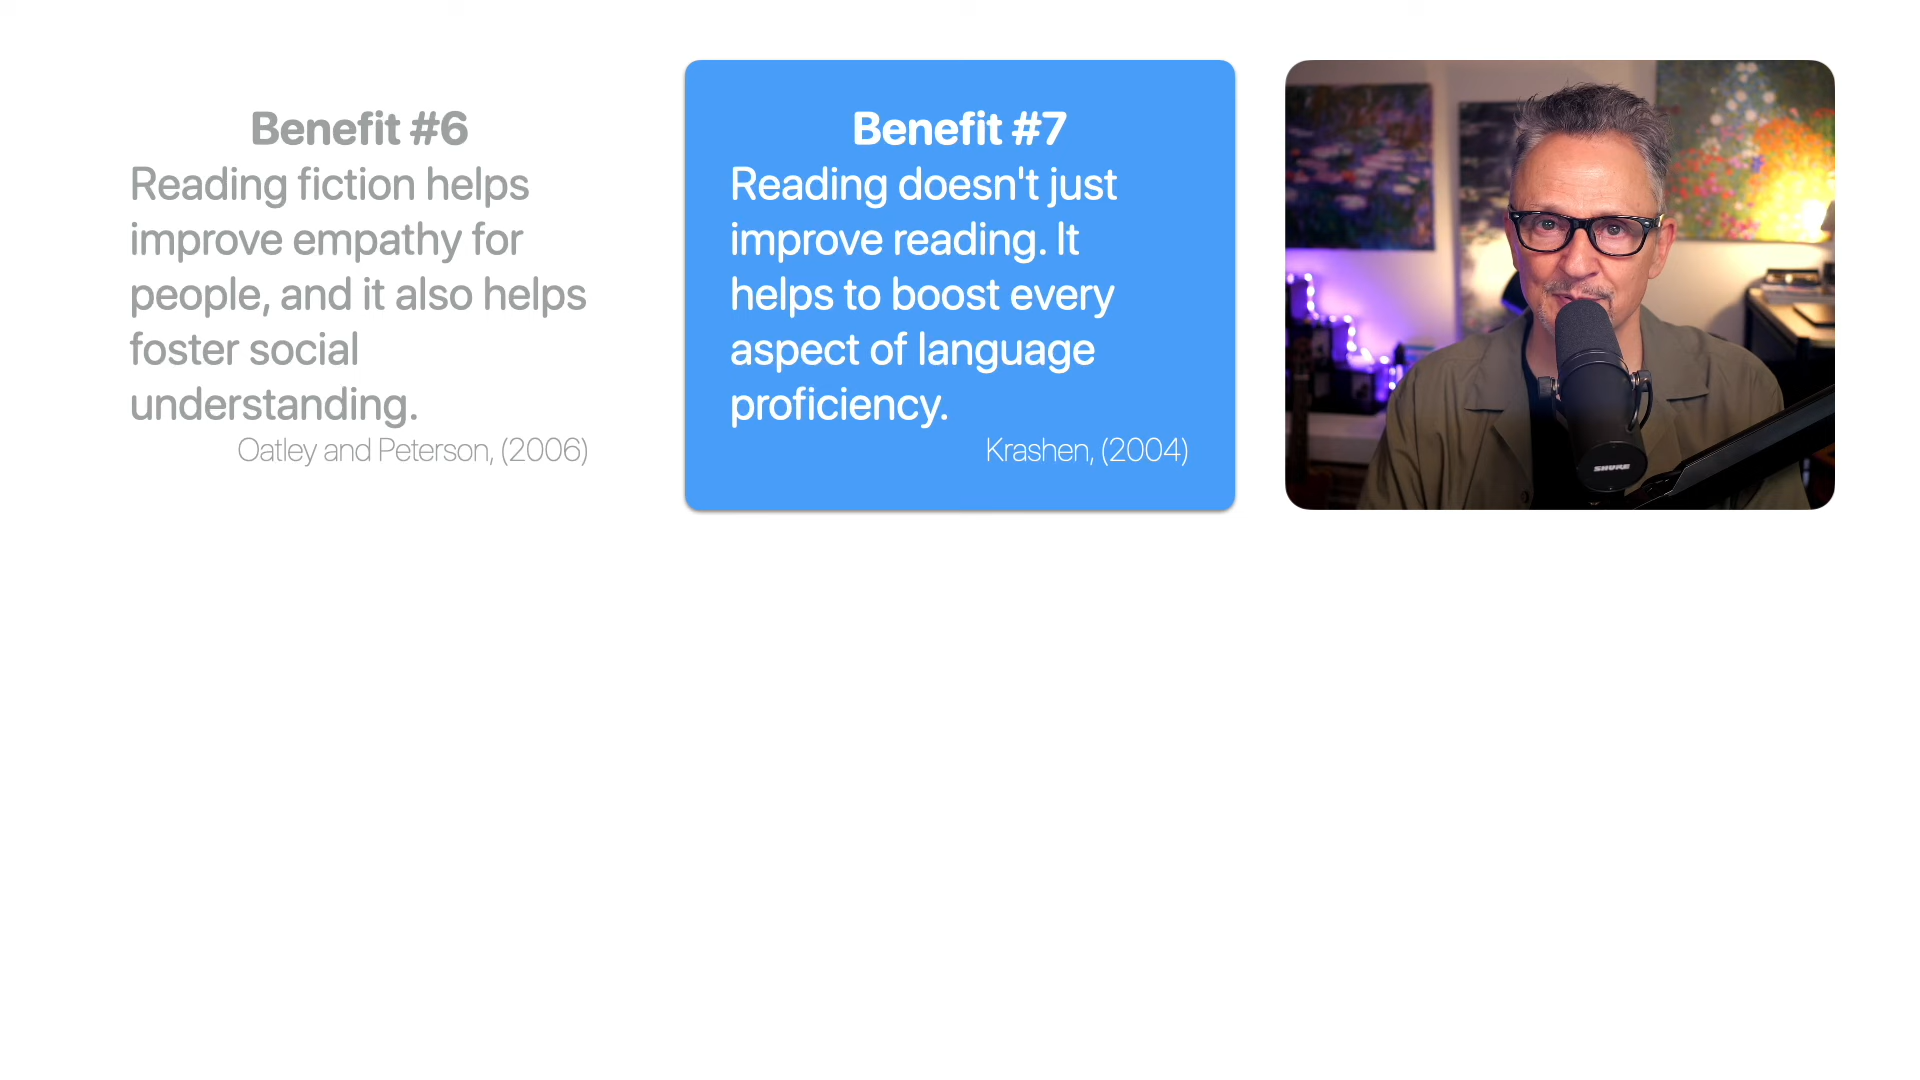 Benefit #6
Reading fiction helps
improve empathy for
people, and it also helps
foster social
understanding.
Oatley and Peterson, (2006)
Benefit #7
Reading doesn't just
improve reading. It
helps to boost every
aspect of language
proficiency.
Krashen, (2004)
SHURE